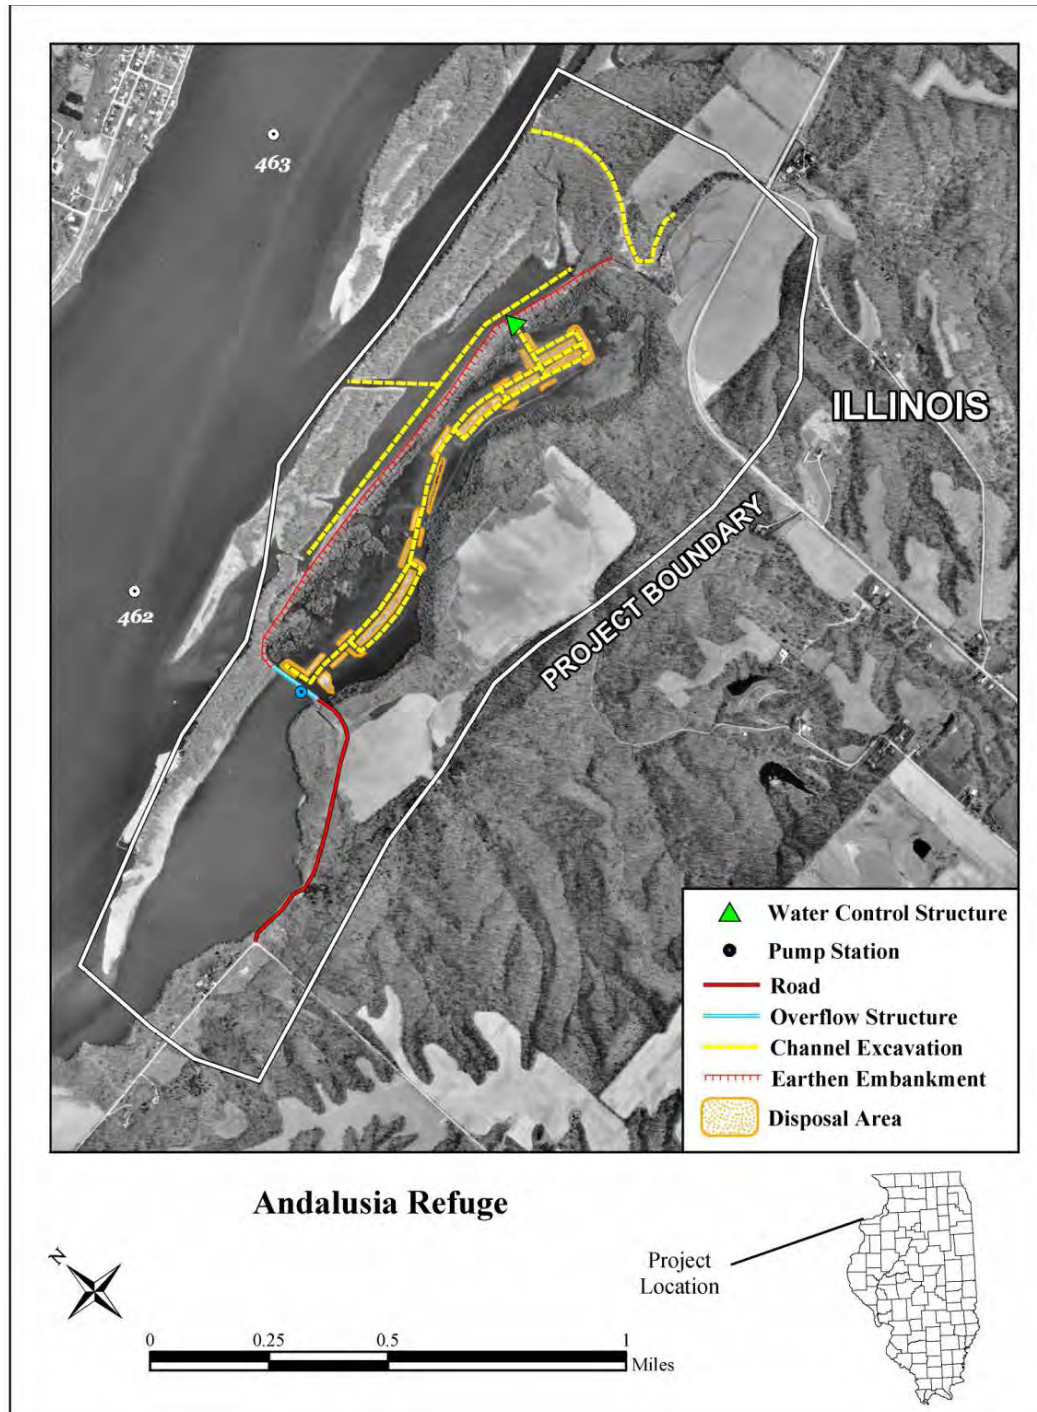 463
ILLINOIS
PROJECT BOUNDARY
462
Water Control Structure
Pump Station
Road
Overflow Structure
Channel Excavation
Earthen Embankment
Disposal Area
Andalusia Refuge
N
Project
Location
0 0.25 0.5 1
Miles